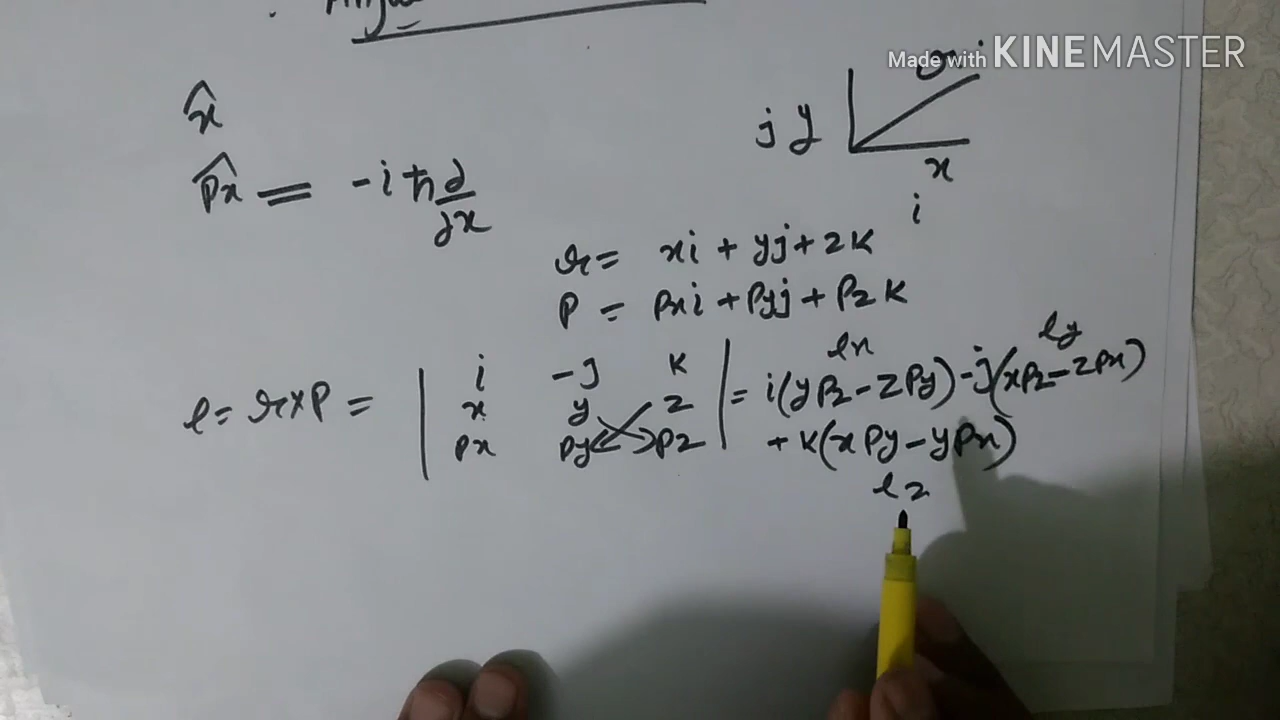 Made with KINEMASTER
x̂
j y
x
i
p̂x = -iħ∂/∂x
r = xi + yj + zk
P = Pxi + Pyj + Pzk
l = r×P = | i -j k | = i(yPz - zPy) - j(xPz - zPx)
x y z
Px Py Pz
lx
ly
+ k(xPy - yPx)
lz